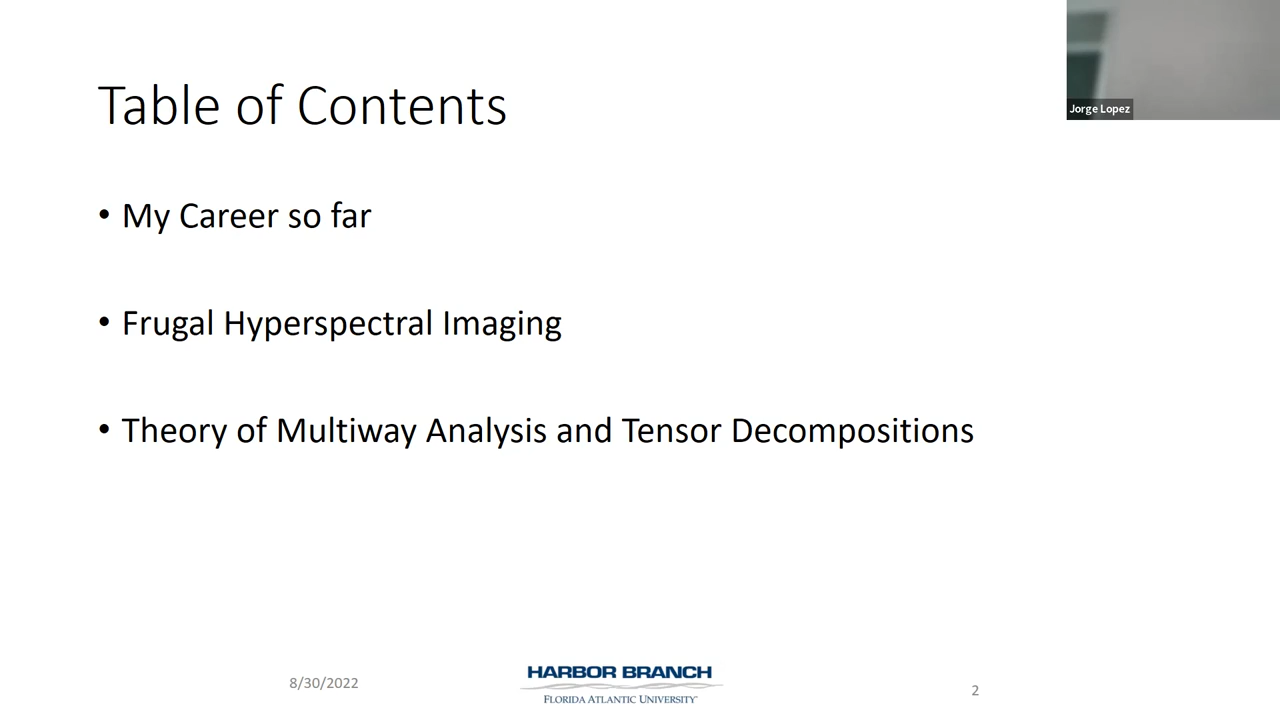 Jorge Lopez
Table of Contents
• My Career so far
• Frugal Hyperspectral Imaging
• Theory of Multiway Analysis and Tensor Decompositions
8/30/2022
HARBOR BRANCH
FLORIDA ATLANTIC UNIVERSITY
2